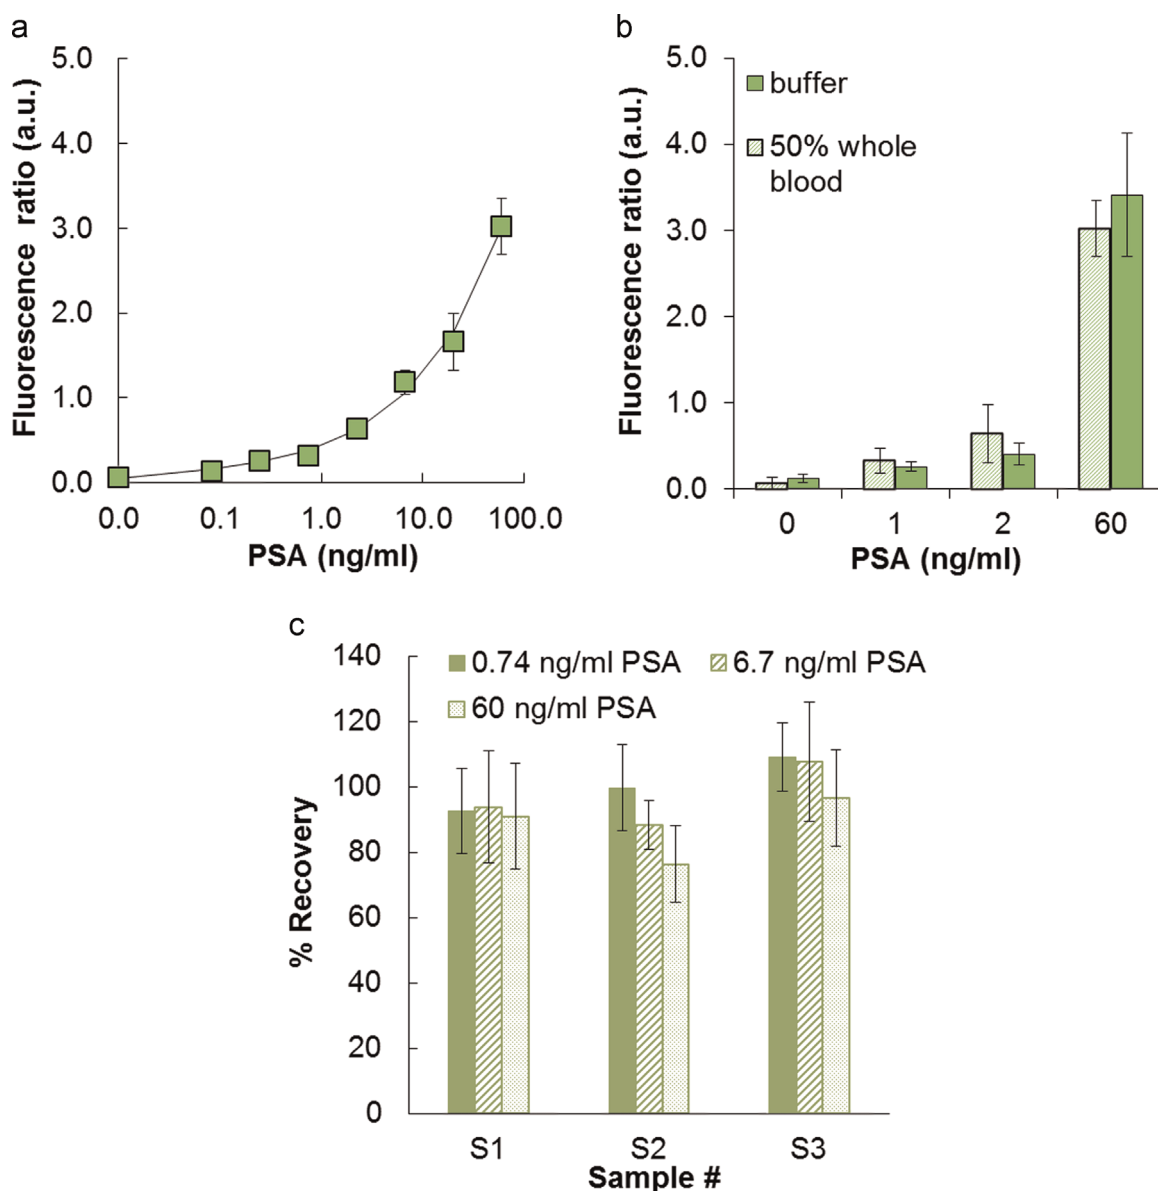 a
Fluorescence ratio (a.u.)
5.0
4.0
3.0
2.0
1.0
0.0
0.0 0.1 1.0 10.0 100.0
PSA (ng/ml)
b
Fluorescence ratio (a.u.)
5.0
4.0
3.0
2.0
1.0
0.0
buffer
50% whole
blood
0 1 2 60
PSA (ng/ml)
c
% Recovery
140
120
100
80
60
40
20
0
0.74 ng/ml PSA 6.7 ng/ml PSA
60 ng/ml PSA
S1 S2 S3
Sample #